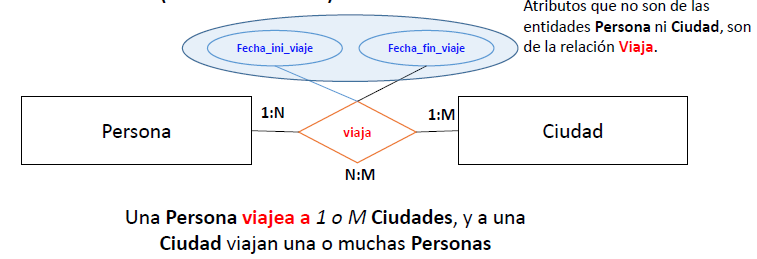 Atributos que no son de las
entidades Persona ni Ciudad, son
de la relación Viaja.
Fecha_ini_viaje
Fecha_fin_viaje
1:N
1:M
Persona
viaja
Ciudad
N:M
Una Persona viajea a 1 o M Ciudades, y a una
Ciudad viajan una o muchas Personas